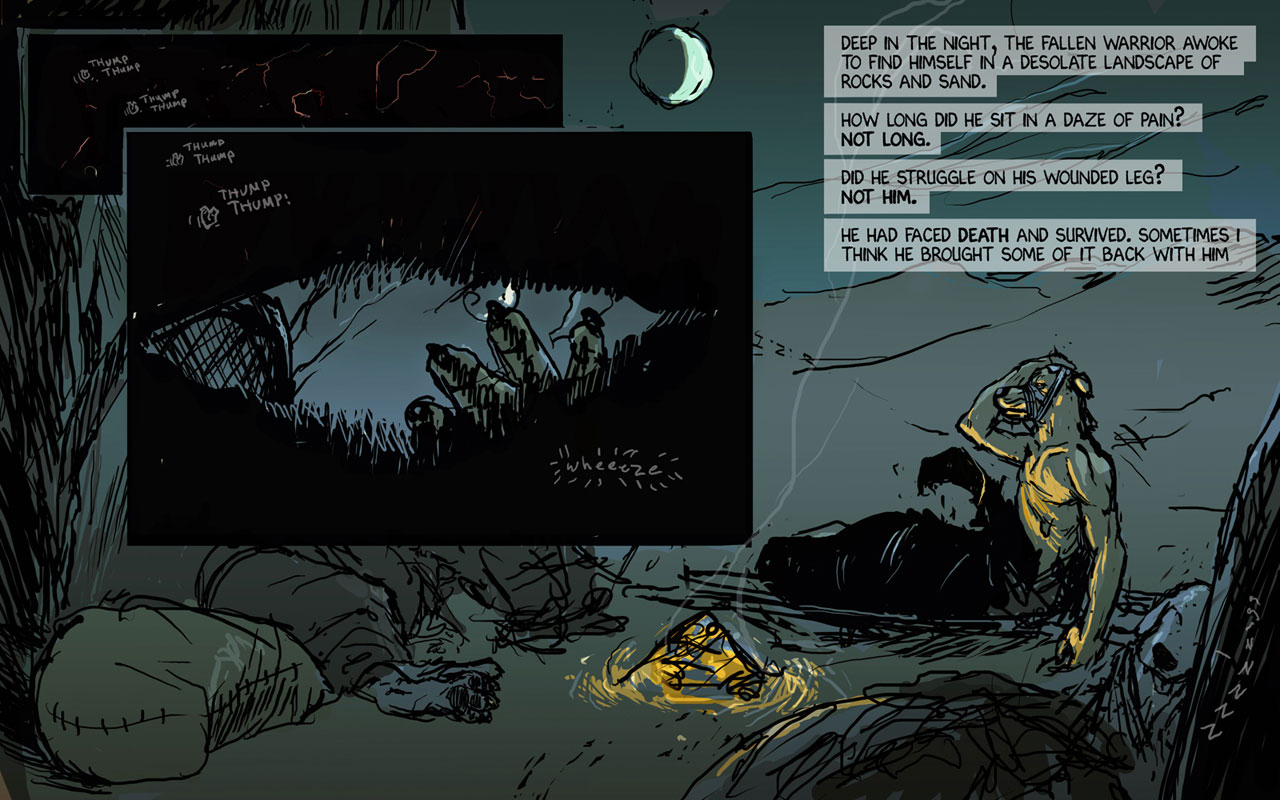 THUMP
THUMP
THUMP
THUMP
THUMP
THUMP
THUMP
THUMP!
wheeeze
DEEP IN THE NIGHT, THE FALLEN WARRIOR AWOKE
TO FIND HIMSELF IN A DESOLATE LANDSCAPE OF
ROCKS AND SAND.
HOW LONG DID HE SIT IN A DAZE OF PAIN?
NOT LONG.
DID HE STRUGGLE ON HIS WOUNDED LEG?
NOT HIM.
HE HAD FACED DEATH AND SURVIVED. SOMETIMES I
THINK HE BROUGHT SOME OF IT BACK WITH HIM